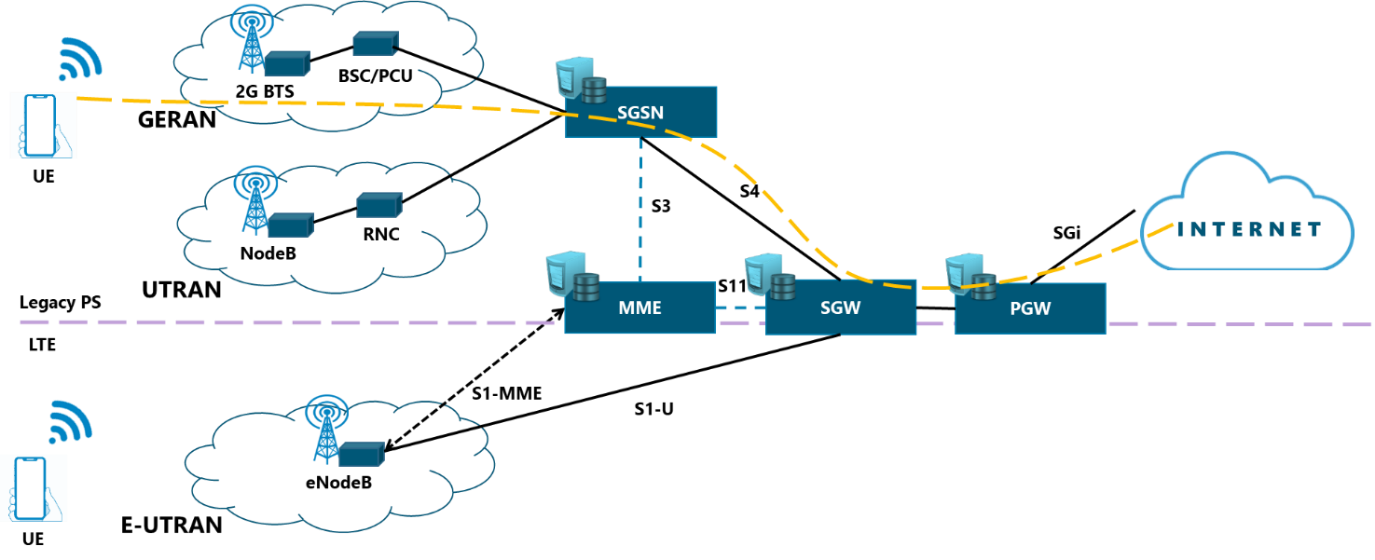 2G BTS
BSC/PCU
GERAN
UE
SGSN
S4
S3
NodeB
RNC
UTRAN
SGi
INTERNET
Legacy PS
MME
S11
SGW
PGW
LTE
S1-MME
S1-U
eNodeB
E-UTRAN
UE